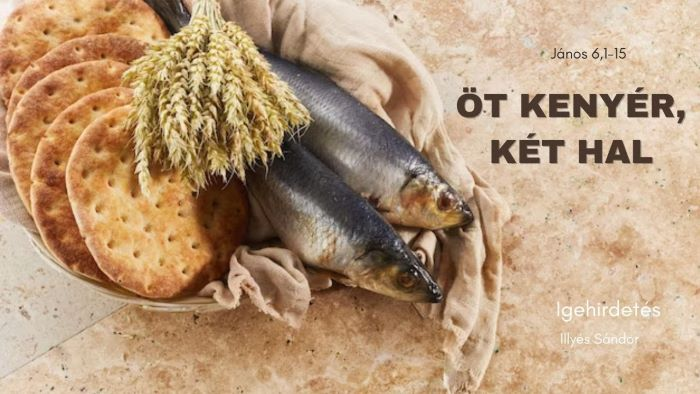 János 6,1-15
ÖT KENYÉR,
KÉT HAL
Igehirdetés
Illyés Sándor